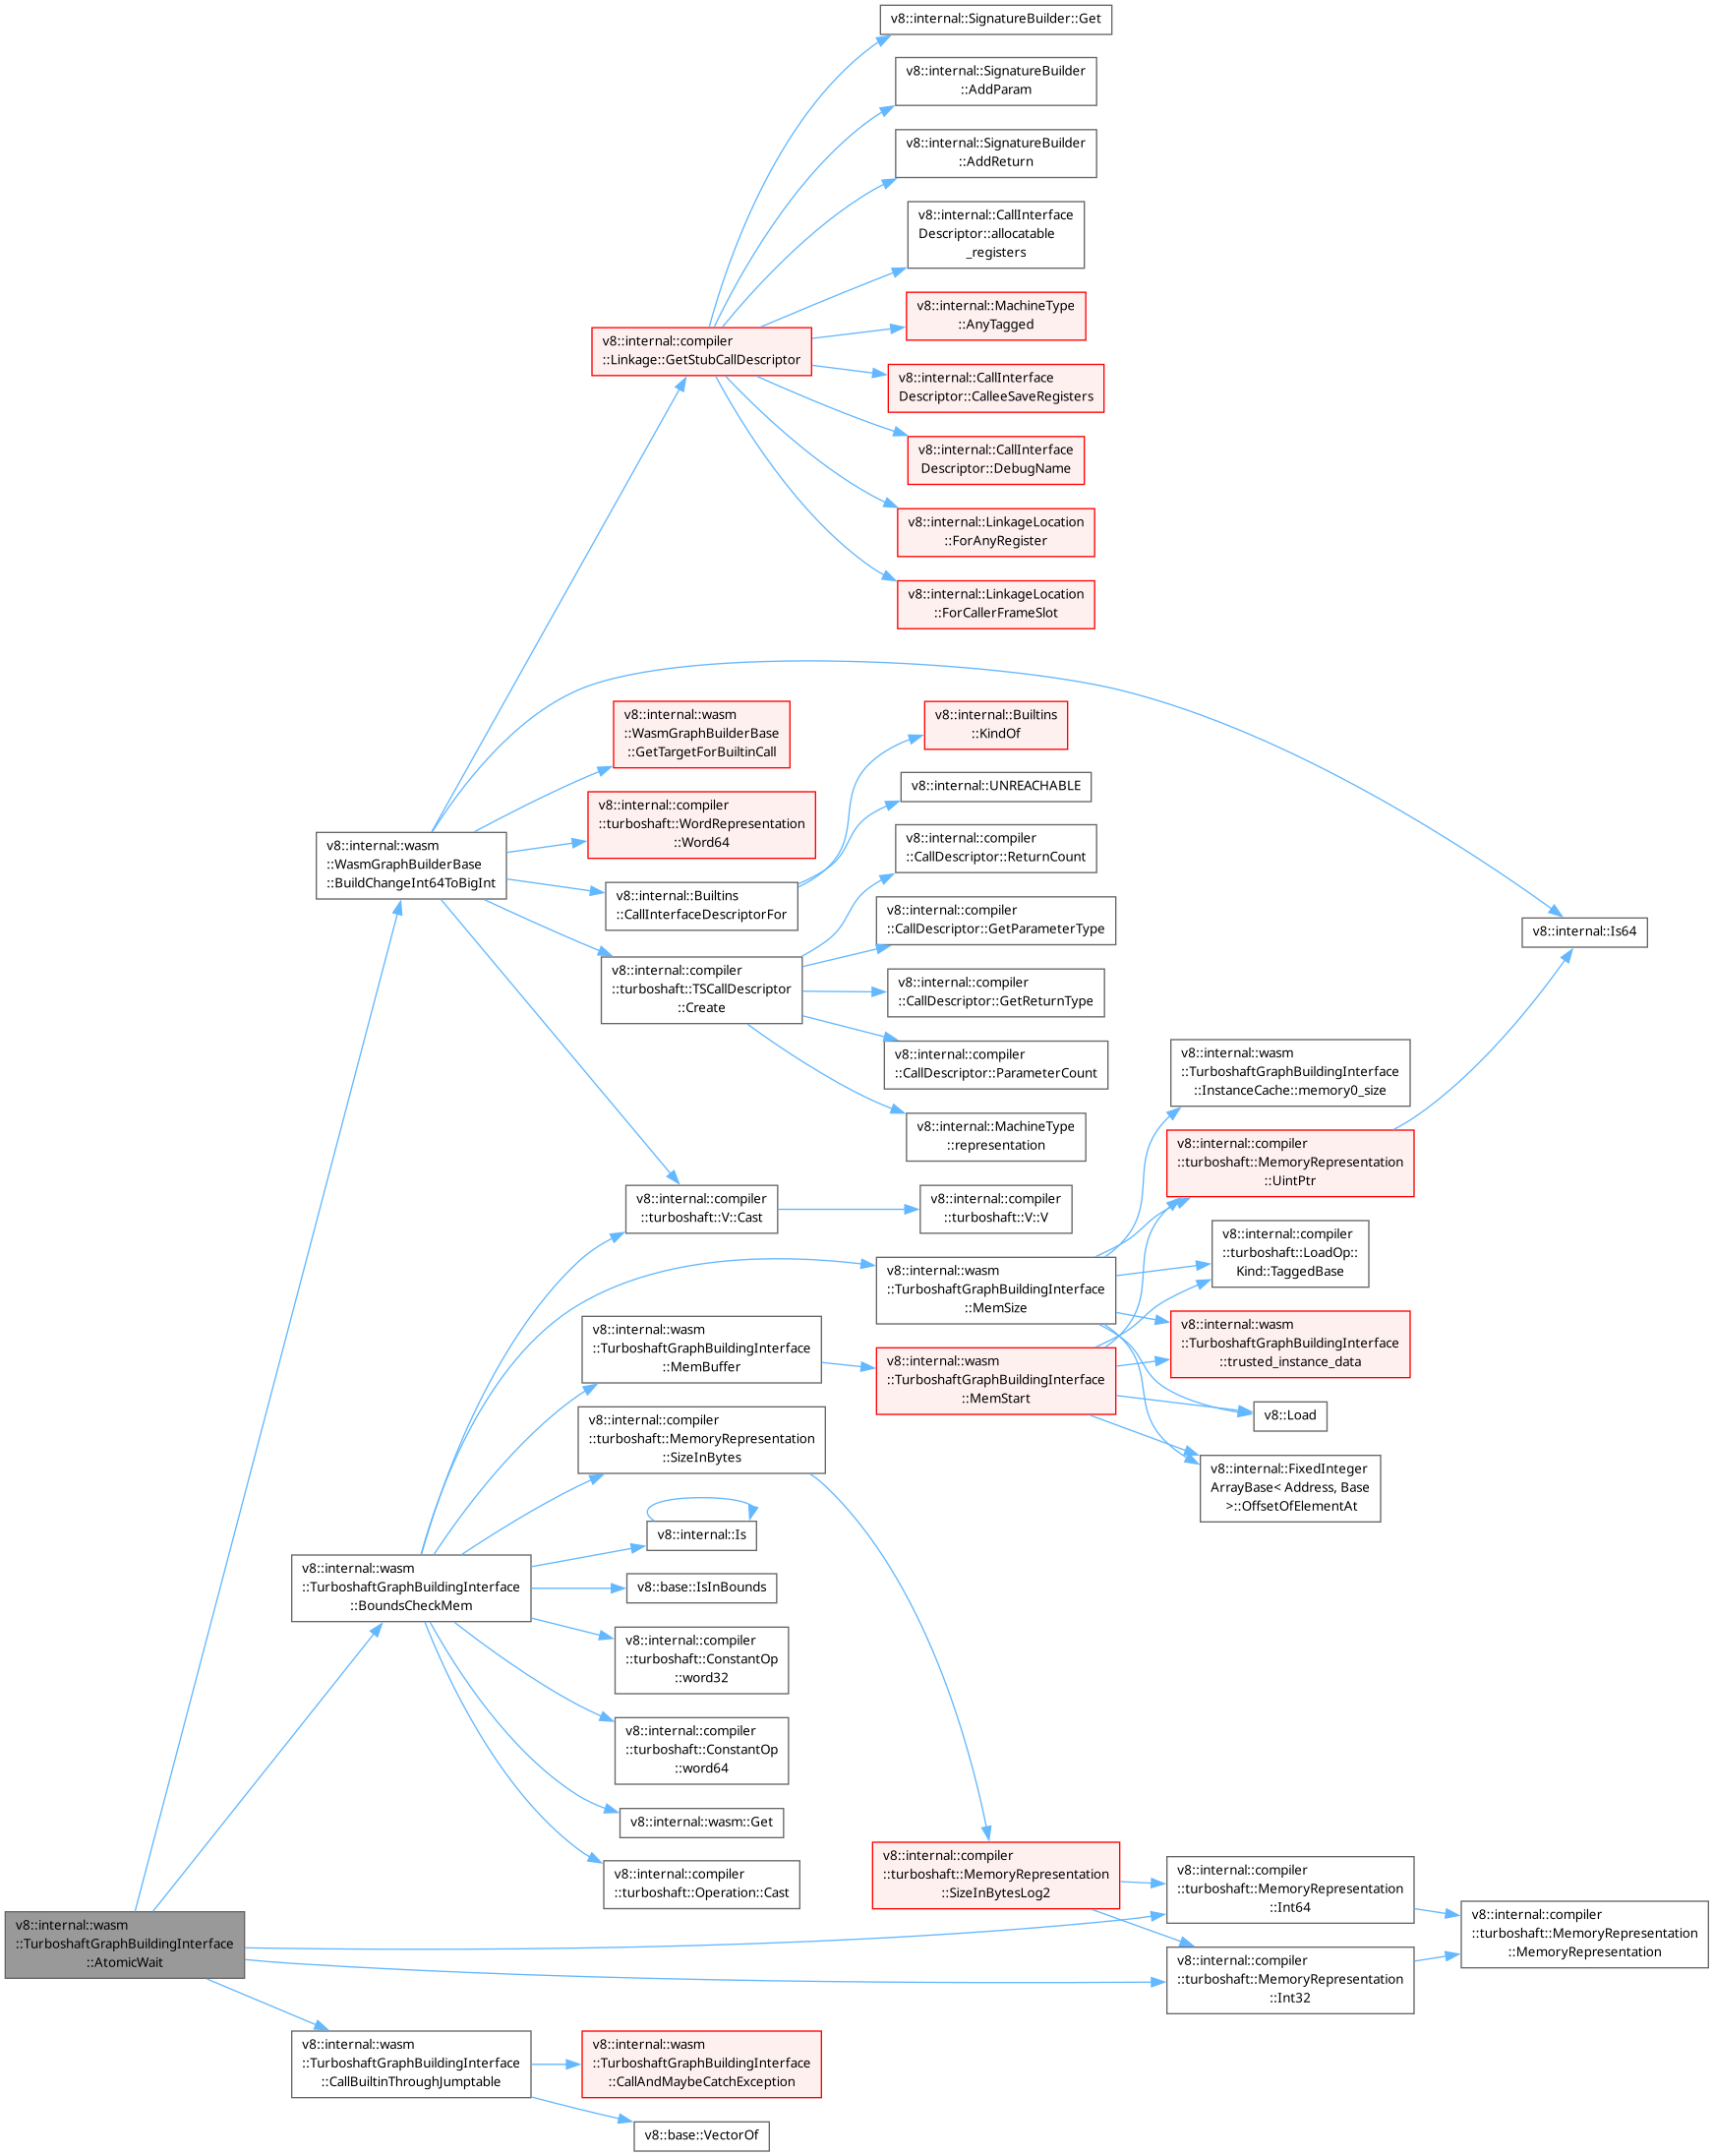 v8::internal::SignatureBuilder::Get
v8::internal::SignatureBuilder
::AddParam
v8::internal::SignatureBuilder
::AddReturn
v8::internal::CallInterface
Descriptor::allocatable
_registers
v8::internal::MachineType
::AnyTagged
v8::internal::compiler
::Linkage::GetStubCallDescriptor
v8::internal::CallInterface
Descriptor::CalleeSaveRegisters
v8::internal::CallInterface
Descriptor::DebugName
v8::internal::LinkageLocation
::ForAnyRegister
v8::internal::LinkageLocation
::ForCallerFrameSlot
v8::internal::wasm
::WasmGraphBuilderBase
::GetTargetForBuiltinCall
v8::internal::Builtins
::KindOf
v8::internal::UNREACHABLE
v8::internal::compiler
::turboshaft::WordRepresentation
::Word64
v8::internal::wasm
::WasmGraphBuilderBase
::BuildChangeInt64ToBigInt
v8::internal::compiler
::CallDescriptor::ReturnCount
v8::internal::Builtins
::CallInterfaceDescriptorFor
v8::internal::compiler
::CallDescriptor::GetParameterType
v8::internal::Is64
v8::internal::compiler
::turboshaft::TSCallDescriptor
::Create
v8::internal::compiler
::CallDescriptor::GetReturnType
v8::internal::compiler
::CallDescriptor::ParameterCount
v8::internal::wasm
::TurboshaftGraphBuildingInterface
::InstanceCache::memory0_size
v8::internal::MachineType
::representation
v8::internal::compiler
::turboshaft::MemoryRepresentation
::UintPtr
v8::internal::compiler
::turboshaft::V::Cast
v8::internal::compiler
::turboshaft::V::V
v8::internal::compiler
::turboshaft::LoadOp::
Kind::TaggedBase
v8::internal::wasm
::TurboshaftGraphBuildingInterface
::MemSize
v8::internal::wasm
::TurboshaftGraphBuildingInterface
::trusted_instance_data
v8::internal::wasm
::TurboshaftGraphBuildingInterface
::MemBuffer
v8::internal::wasm
::TurboshaftGraphBuildingInterface
::MemStart
v8::Load
v8::internal::compiler
::turboshaft::MemoryRepresentation
::SizeInBytes
v8::internal::FixedInteger
ArrayBase< Address, Base
>::OffsetOfElementAt
v8::internal::Is
v8::internal::wasm
::TurboshaftGraphBuildingInterface
::BoundsCheckMem
v8::base::IsInBounds
v8::internal::compiler
::turboshaft::ConstantOp
::word32
v8::internal::compiler
::turboshaft::ConstantOp
::word64
v8::internal::wasm::Get
v8::internal::compiler
::turboshaft::Operation::Cast
v8::internal::compiler
::turboshaft::MemoryRepresentation
::SizeInBytesLog2
v8::internal::compiler
::turboshaft::MemoryRepresentation
::Int64
v8::internal::compiler
::turboshaft::MemoryRepresentation
::MemoryRepresentation
v8::internal::wasm
::TurboshaftGraphBuildingInterface
::AtomicWait
v8::internal::compiler
::turboshaft::MemoryRepresentation
::Int32
v8::internal::wasm
::TurboshaftGraphBuildingInterface
::CallBuiltinThroughJumptable
v8::internal::wasm
::TurboshaftGraphBuildingInterface
::CallAndMaybeCatchException
v8::base::VectorOf